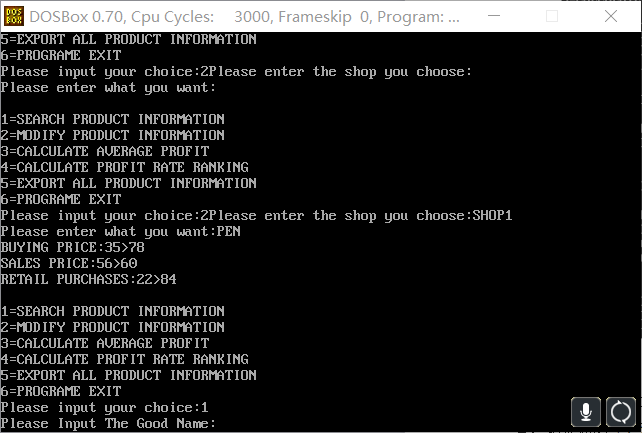 DOS
BOX
DOSBox 0.70, Cpu Cycles: 3000, Frameskip 0, Program: ...
5=EXPORT ALL PRODUCT INFORMATION
6=PROGRAME EXIT
Please input your choice:2Please enter the shop you choose:
Please enter what you want:
1=SEARCH PRODUCT INFORMATION
2=MODIFY PRODUCT INFORMATION
3=CALCULATE AVERAGE PROFIT
4=CALCULATE PROFIT RATE RANKING
5=EXPORT ALL PRODUCT INFORMATION
6=PROGRAME EXIT
Please input your choice:2Please enter the shop you choose:SHOP1
Please enter what you want:PEN
BUYING PRICE:35>78
SALES PRICE:56>60
RETAIL PURCHASES:22>84
1=SEARCH PRODUCT INFORMATION
2=MODIFY PRODUCT INFORMATION
3=CALCULATE AVERAGE PROFIT
4=CALCULATE PROFIT RATE RANKING
5=EXPORT ALL PRODUCT INFORMATION
6=PROGRAME EXIT
Please input your choice:1
Please Input The Good Name: